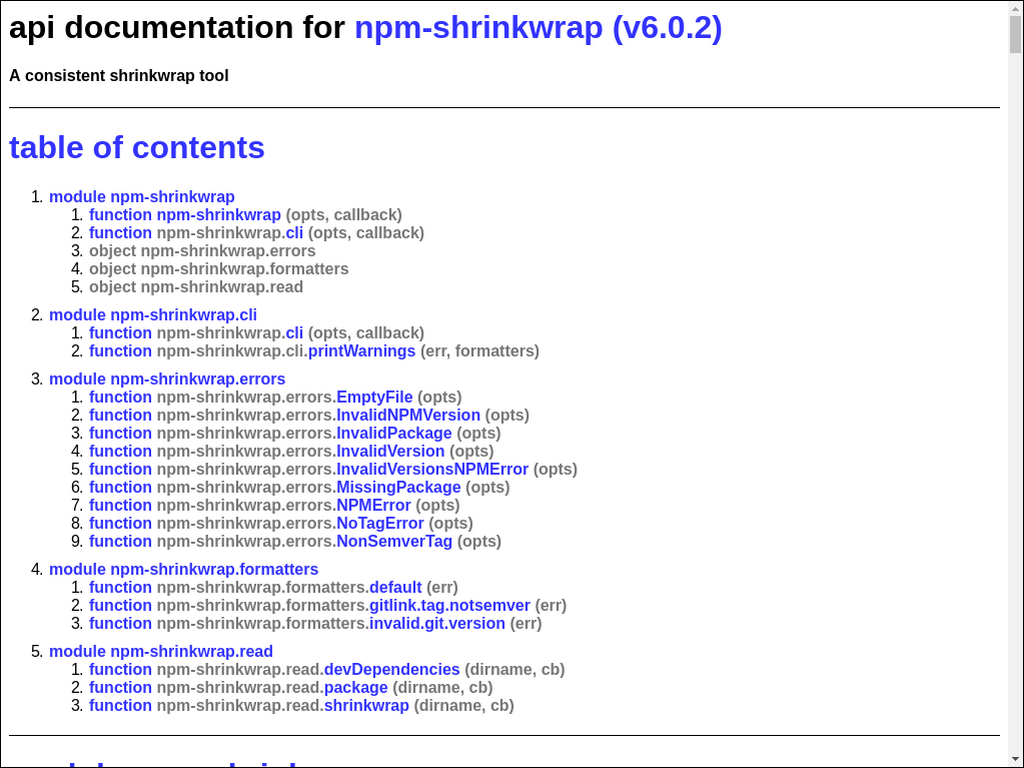 api documentation for npm-shrinkwrap (v6.0.2)
A consistent shrinkwrap tool
table of contents
1. module npm-shrinkwrap
1. function npm-shrinkwrap (opts, callback)
2. function npm-shrinkwrap.cli (opts, callback)
3. object npm-shrinkwrap.errors
4. object npm-shrinkwrap.formatters
5. object npm-shrinkwrap.read
2. module npm-shrinkwrap.cli
1. function npm-shrinkwrap.cli (opts, callback)
2. function npm-shrinkwrap.cli.printWarnings (err, formatters)
3. module npm-shrinkwrap.errors
1. function npm-shrinkwrap.errors.EmptyFile (opts)
2. function npm-shrinkwrap.errors.InvalidNPMVersion (opts)
3. function npm-shrinkwrap.errors.InvalidPackage (opts)
4. function npm-shrinkwrap.errors.InvalidVersion (opts)
5. function npm-shrinkwrap.errors.InvalidVersionsNPMError (opts)
6. function npm-shrinkwrap.errors.MissingPackage (opts)
7. function npm-shrinkwrap.errors.NPMError (opts)
8. function npm-shrinkwrap.errors.NoTagError (opts)
9. function npm-shrinkwrap.errors.NonSemverTag (opts)
4. module npm-shrinkwrap.formatters
1. function npm-shrinkwrap.formatters.default (err)
2. function npm-shrinkwrap.formatters.gitlink.tag.notsemver (err)
3. function npm-shrinkwrap.formatters.invalid.git.version (err)
5. module npm-shrinkwrap.read
1. function npm-shrinkwrap.read.devDependencies (dirname, cb)
2. function npm-shrinkwrap.read.package (dirname, cb)
3. function npm-shrinkwrap.read.shrinkwrap (dirname, cb)